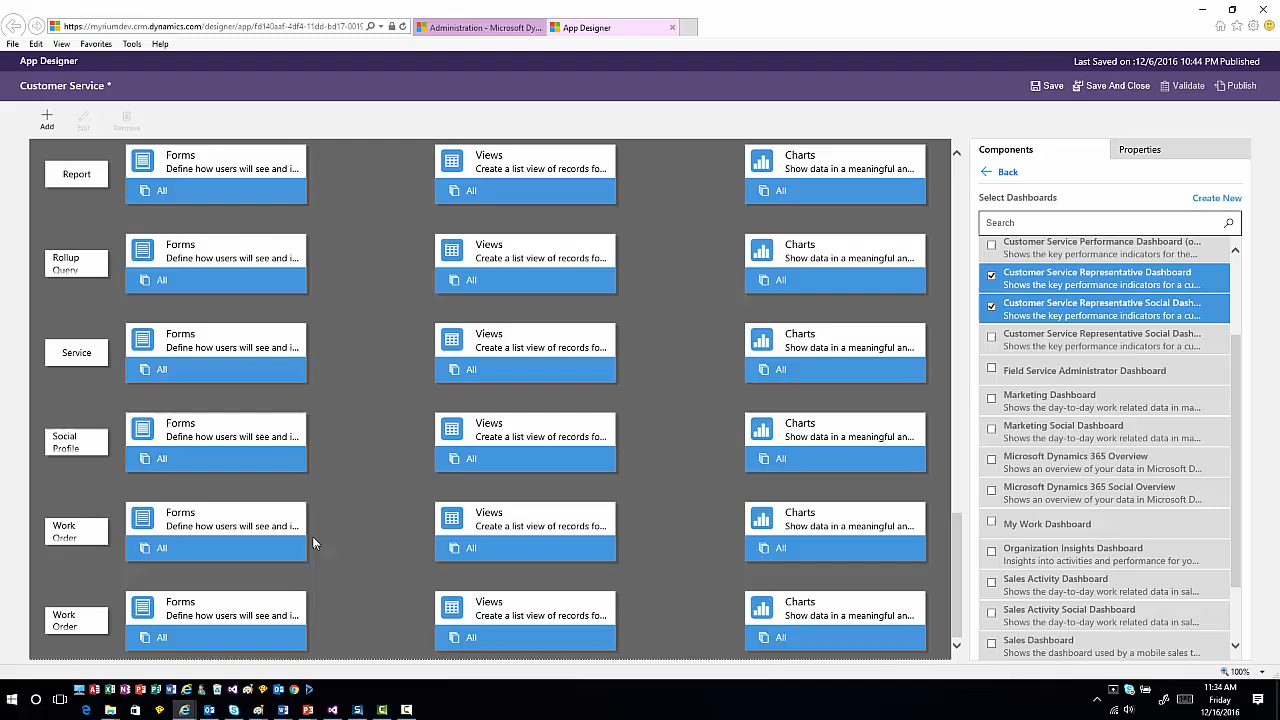 https://myriumdev.crm.dynamics.com/designer/app/fd140aaf-4df4-11dd-bd17-0019
Administration - Microsoft Dy...
App Designer
File Edit View Favorites Tools Help
App Designer
Last Saved on :12/6/2016 10:44 PM Published
Customer Service *
Save
Save And Close
Validate
Publish
Add
Edit
Remove
Report
Forms
Define how users will see and i...
All
Views
Create a list view of records fo...
All
Charts
Show data in a meaningful an...
All
Rollup
Query
Forms
Define how users will see and i...
All
Views
Create a list view of records fo...
All
Charts
Show data in a meaningful an...
All
Service
Forms
Define how users will see and i...
All
Views
Create a list view of records fo...
All
Charts
Show data in a meaningful an...
All
Social
Profile
Forms
Define how users will see and i...
All
Views
Create a list view of records fo...
All
Charts
Show data in a meaningful an...
All
Work
Order
Forms
Define how users will see and i...
All
Views
Create a list view of records fo...
All
Charts
Show data in a meaningful an...
All
Work
Order
Forms
Define how users will see and i...
All
Views
Create a list view of records fo...
All
Charts
Show data in a meaningful an...
All
Components
Properties
Back
Select Dashboards
Create New
Search
Customer Service Performance Dashboard (o...
Shows the key performance indicators for the...
Customer Service Representative Dashboard
Shows the key performance indicators for a cu...
Customer Service Representative Social Dash...
Shows the key performance indicators for a cu...
Customer Service Representative Social Dash...
Shows the key performance indicators for a cu...
Field Service Administrator Dashboard
Marketing Dashboard
Shows the day-to-day work related data in ma...
Marketing Social Dashboard
Shows the day-to-day work related data in ma...
Microsoft Dynamics 365 Overview
Shows an overview of your data in Microsoft D...
Microsoft Dynamics 365 Social Overview
Shows an overview of your data in Microsoft D...
My Work Dashboard
Organization Insights Dashboard
Insights into activities and performance for yo...
Sales Activity Dashboard
Shows the day-to-day work related data in sal...
Sales Activity Social Dashboard
Shows the day-to-day work related data in sal...
Sales Dashboard
Shows the dashboard used by a mobile sales t...
100%
11:34 AM
Friday
12/16/2016